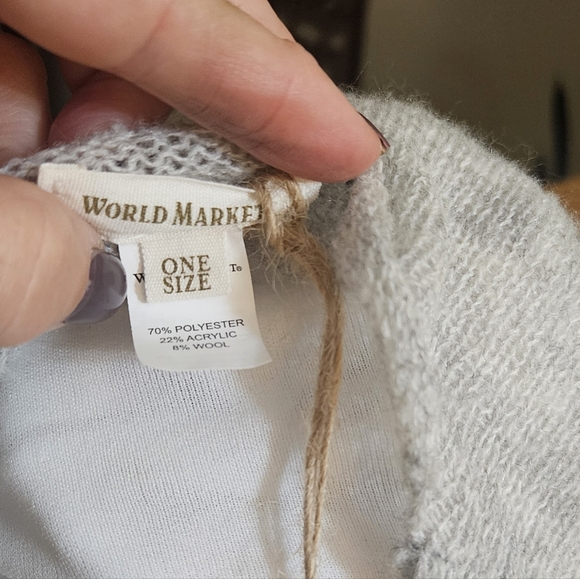 WORLD MARKET
ONE
SIZE
W T®
70% POLYESTER
22% ACRYLIC
8% WOOL